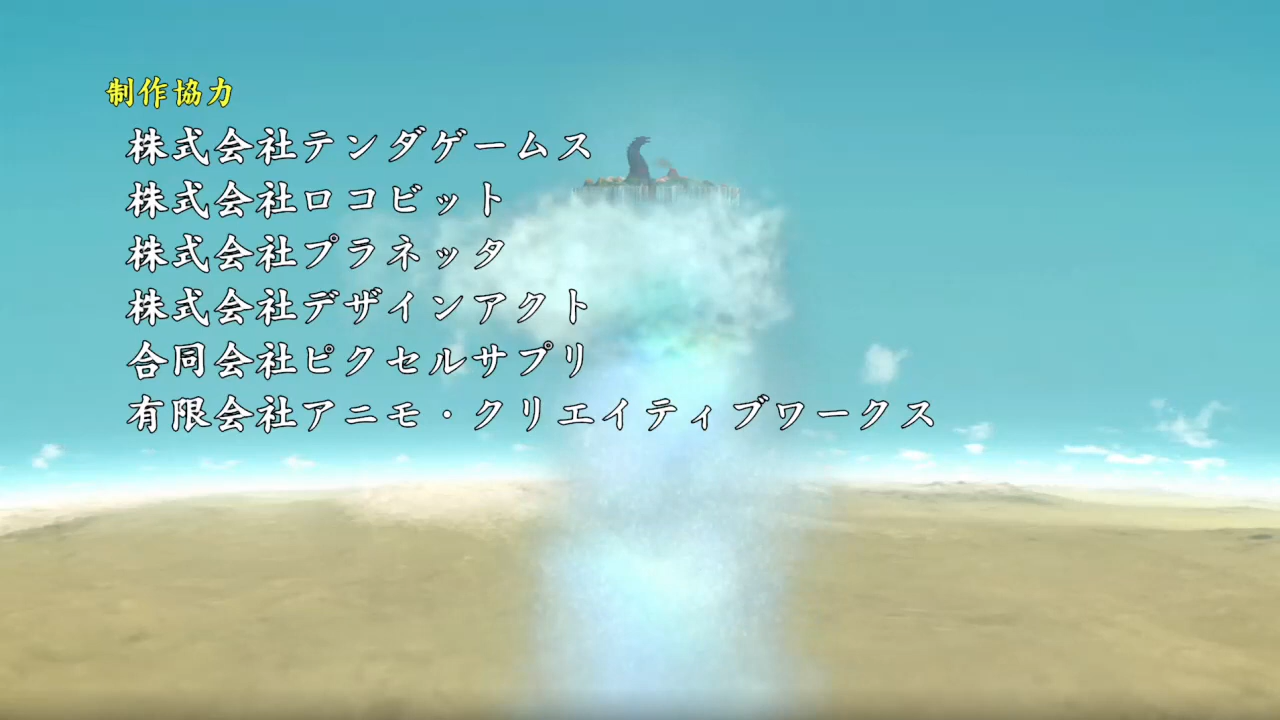 制作協力
株式会社テンダゲームス
株式会社ロコビット
株式会社プラネッタ
株式会社デザインアクト
合同会社ピクセルサプリ
有限会社アニモ・クリエイティブワークス